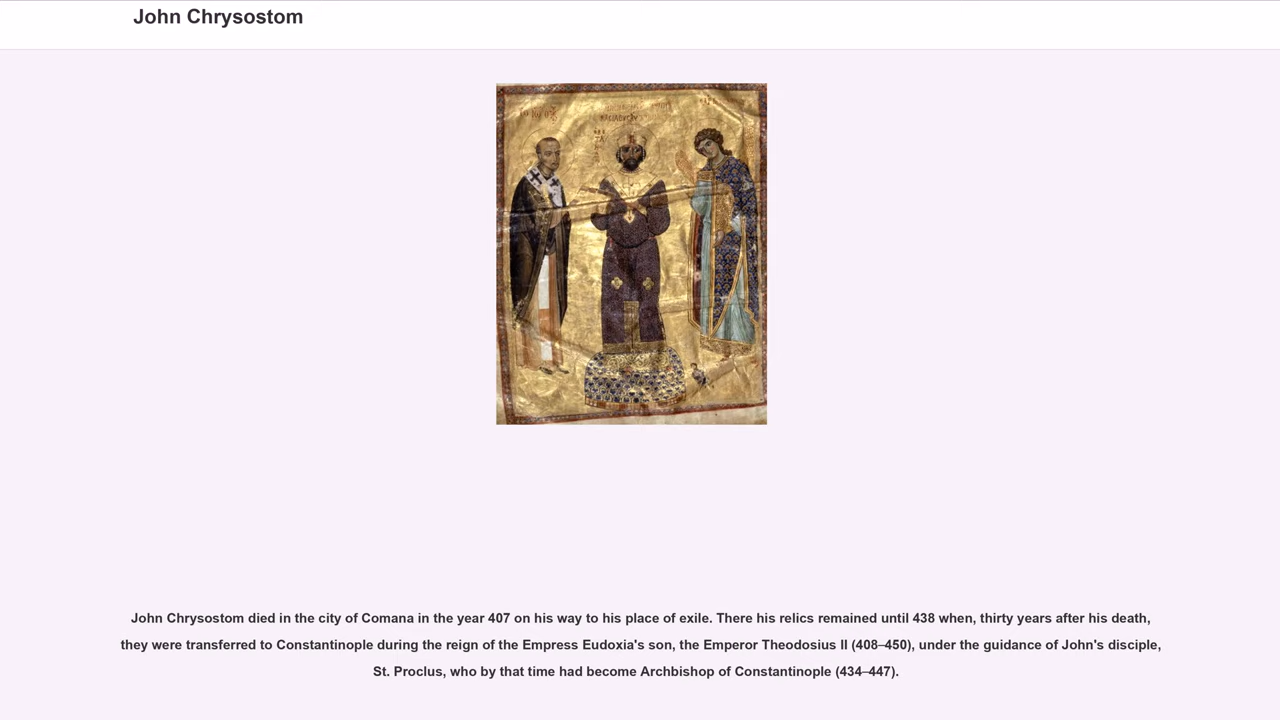 John Chrysostom
John Chrysostom died in the city of Comana in the year 407 on his way to his place of exile. There his relics remained until 438 when, thirty years after his death,
they were transferred to Constantinople during the reign of the Empress Eudoxia's son, the Emperor Theodosius II (408–450), under the guidance of John's disciple,
St. Proclus, who by that time had become Archbishop of Constantinople (434–447).